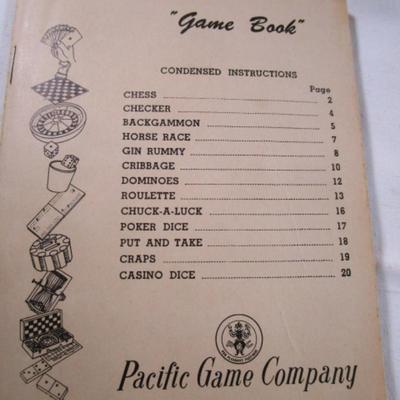 "Game Book"
CONDENSED INSTRUCTIONS
Page
CHESS 2
CHECKER 4
BACKGAMMON 5
HORSE RACE 7
GIN RUMMY 8
CRIBBAGE 10
DOMINOES 12
ROULETTE 13
CHUCK-A-LUCK 16
POKER DICE 17
PUT AND TAKE 18
CRAPS 19
CASINO DICE 20
Pacific Game Company